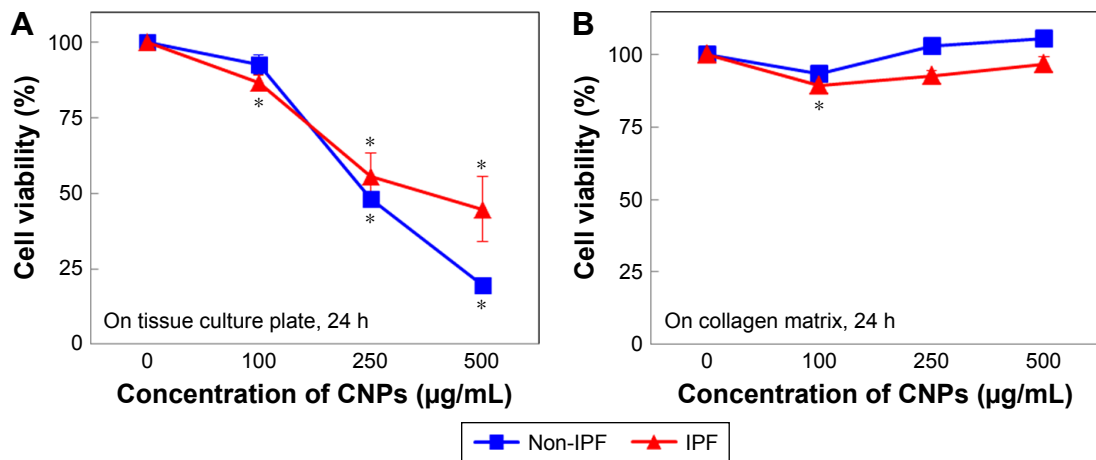 A
Cell viability (%)
100
75
50
25
0
*
*
*
*
*
On tissue culture plate, 24 h
0 100 250 500
Concentration of CNPs (µg/mL)
B
Cell viability (%)
100
75
50
25
0
*
On collagen matrix, 24 h
0 100 250 500
Concentration of CNPs (µg/mL)
Non-IPF IPF